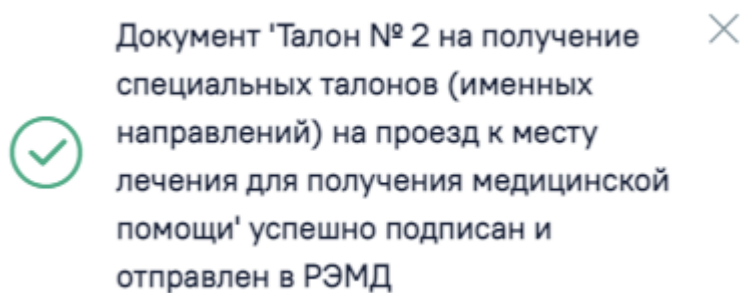 Документ 'Талон № 2 на получение
специальных талонов (именных
направлений) на проезд к месту
лечения для получения медицинской
помощи' успешно подписан и
отправлен в РЭМД